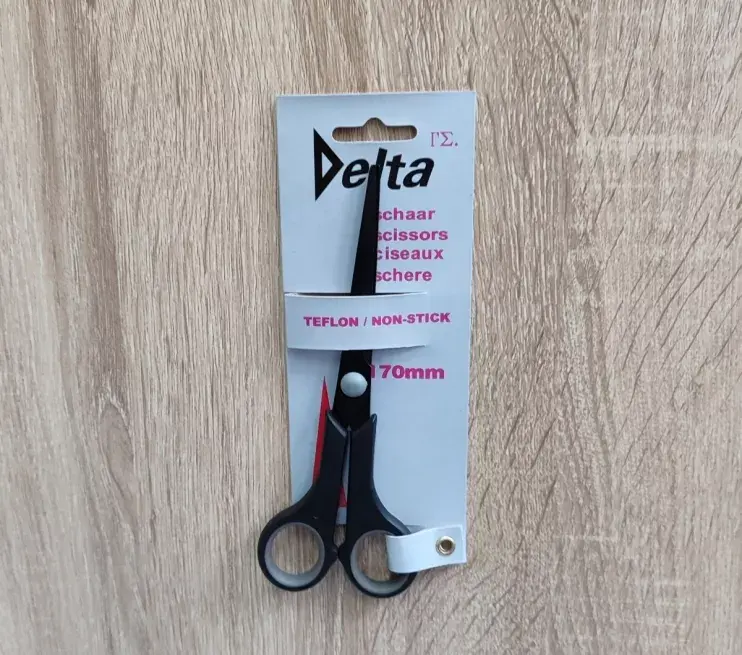 ΓΣ.
Delta
schaar
scissors
ciseaux
schere
TEFLON / NON-STICK
170mm